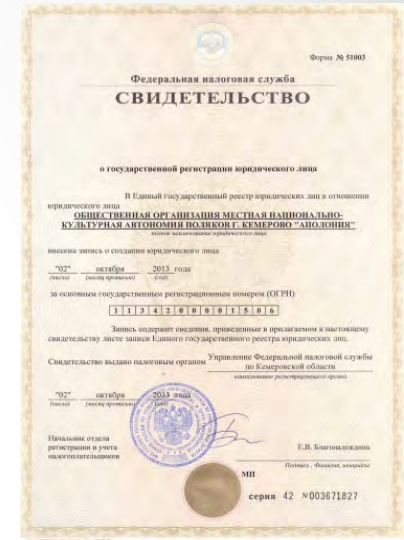 Форма № 51003
Федеральная налоговая служба
СВИДЕТЕЛЬСТВО
о государственной регистрации юридического лица
В Единый государственный реестр юридических лиц в отношении
юридического лица
ОБЩЕСТВЕННАЯ ОРГАНИЗАЦИЯ МЕСТНАЯ НАЦИОНАЛЬНО-
КУЛЬТУРНАЯ АВТОНОМИЯ ПОЛЯКОВ Г. КЕМЕРОВО "АПОЛОНИЯ"
полное наименование юридического лица
внесена запись о создании юридического лица
"02" октября 2013 года
(число) (месяц прописью) (год)
за основным государственным регистрационным номером (ОГРН)
1 1 3 4 2 0 0 0 0 1 5 0 6
Запись содержит сведения, приведенные в прилагаемом к настоящему
свидетельству листе записи Единого государственного реестра юридических лиц.
Свидетельство выдано налоговым органом Управление Федеральной налоговой службы
по Кемеровской области
наименование регистрирующего органа
"02" октября 2013 года
(число) (месяц прописью) (год)
Начальник отдела
регистрации и учета
налогоплательщиков
Е.В. Благонадеждина
Подпись, Фамилия, инициалы
МП
серия 42 №003671827